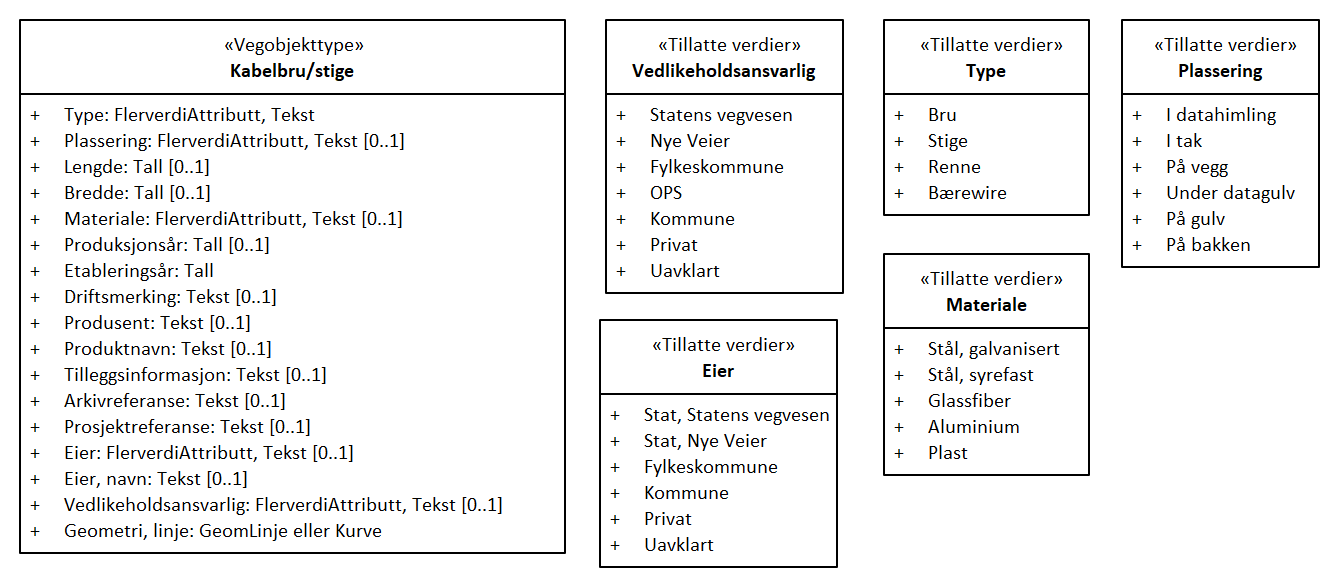 «Vegobjekttype»
Kabelbru/stige
+ Type: FlerverdiAttributt, Tekst
+ Plassering: FlerverdiAttributt, Tekst [0..1]
+ Lengde: Tall [0..1]
+ Bredde: Tall [0..1]
+ Materiale: FlerverdiAttributt, Tekst [0..1]
+ Produksjonsår: Tall [0..1]
+ Etableringsår: Tall
+ Driftsmerking: Tekst [0..1]
+ Produsent: Tekst [0..1]
+ Produktnavn: Tekst [0..1]
+ Tilleggsinformasjon: Tekst [0..1]
+ Arkivreferanse: Tekst [0..1]
+ Prosjektreferanse: Tekst [0..1]
+ Eier: FlerverdiAttributt, Tekst [0..1]
+ Eier, navn: Tekst [0..1]
+ Vedlikeholdsansvarlig: FlerverdiAttributt, Tekst [0..1]
+ Geometri, linje: GeomLinje eller Kurve
«Tillatte verdier»
Vedlikeholdsansvarlig
+ Statens vegvesen
+ Nye Veier
+ Fylkeskommune
+ OPS
+ Kommune
+ Privat
+ Uavklart
«Tillatte verdier»
Eier
+ Stat, Statens vegvesen
+ Stat, Nye Veier
+ Fylkeskommune
+ Kommune
+ Privat
+ Uavklart
«Tillatte verdier»
Type
+ Bru
+ Stige
+ Renne
+ Bærewire
«Tillatte verdier»
Materiale
+ Stål, galvanisert
+ Stål, syrefast
+ Glassfiber
+ Aluminium
+ Plast
«Tillatte verdier»
Plassering
+ I datahimling
+ I tak
+ På vegg
+ Under datagulv
+ På gulv
+ På bakken